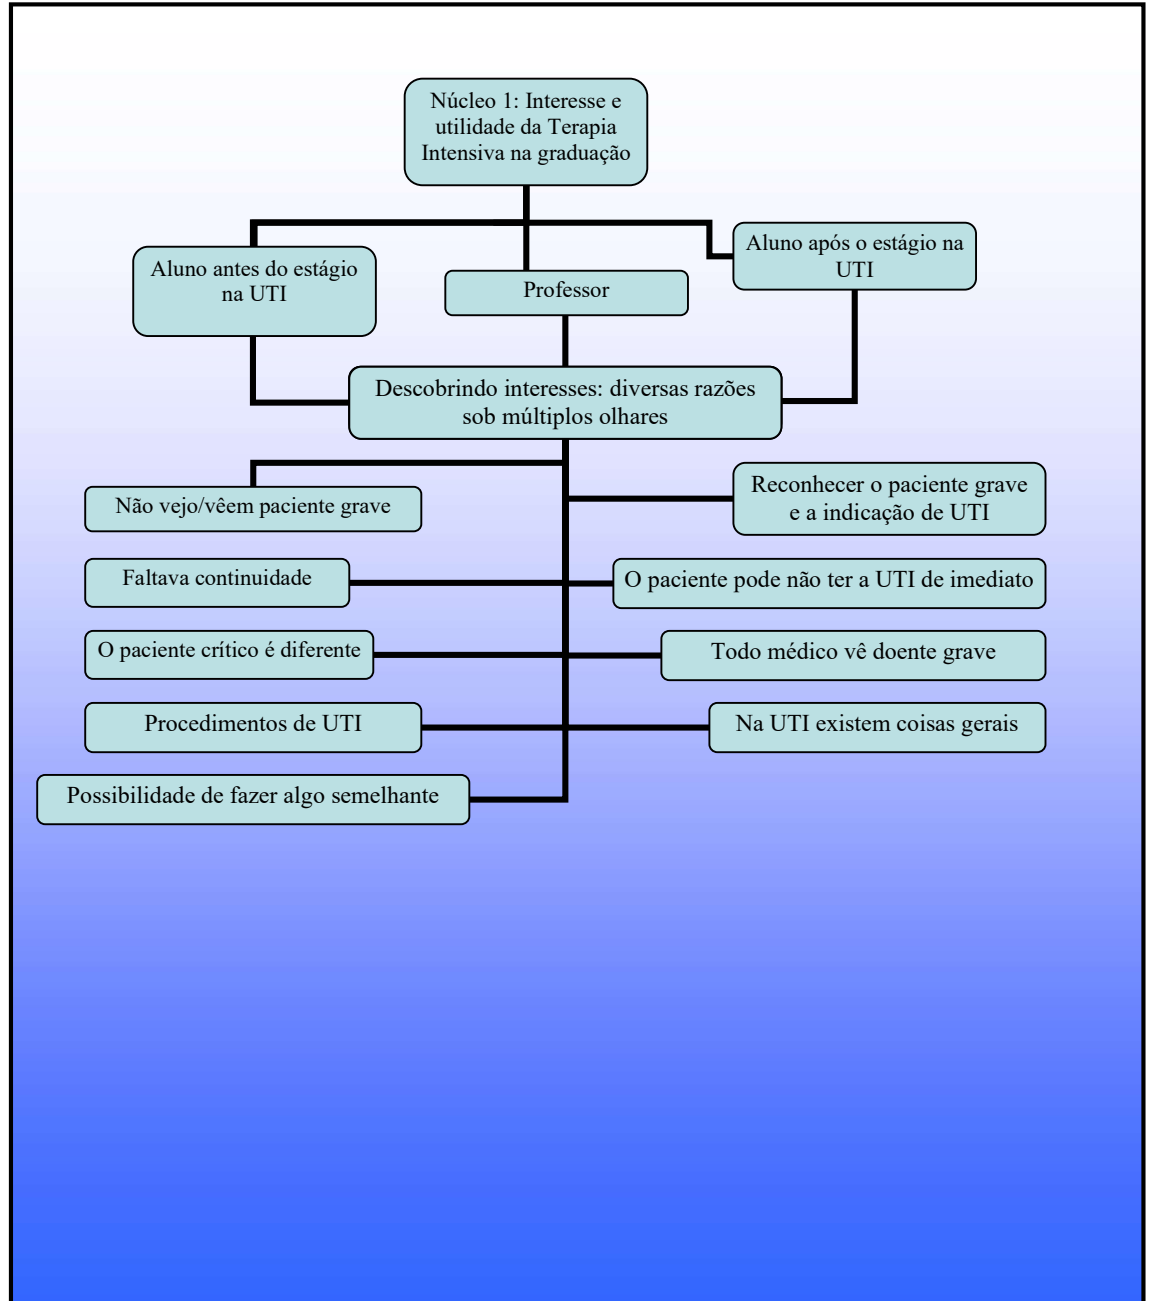 Núcleo 1: Interesse e
utilidade da Terapia
Intensiva na graduação
Aluno antes do estágio
na UTI
Professor
Aluno após o estágio na
UTI
Descobrindo interesses: diversas razões
sob múltiplos olhares
Não vejo/vêem paciente grave
Reconhecer o paciente grave
e a indicação de UTI
Faltava continuidade
O paciente pode não ter a UTI de imediato
O paciente crítico é diferente
Todo médico vê doente grave
Procedimentos de UTI
Na UTI existem coisas gerais
Possibilidade de fazer algo semelhante